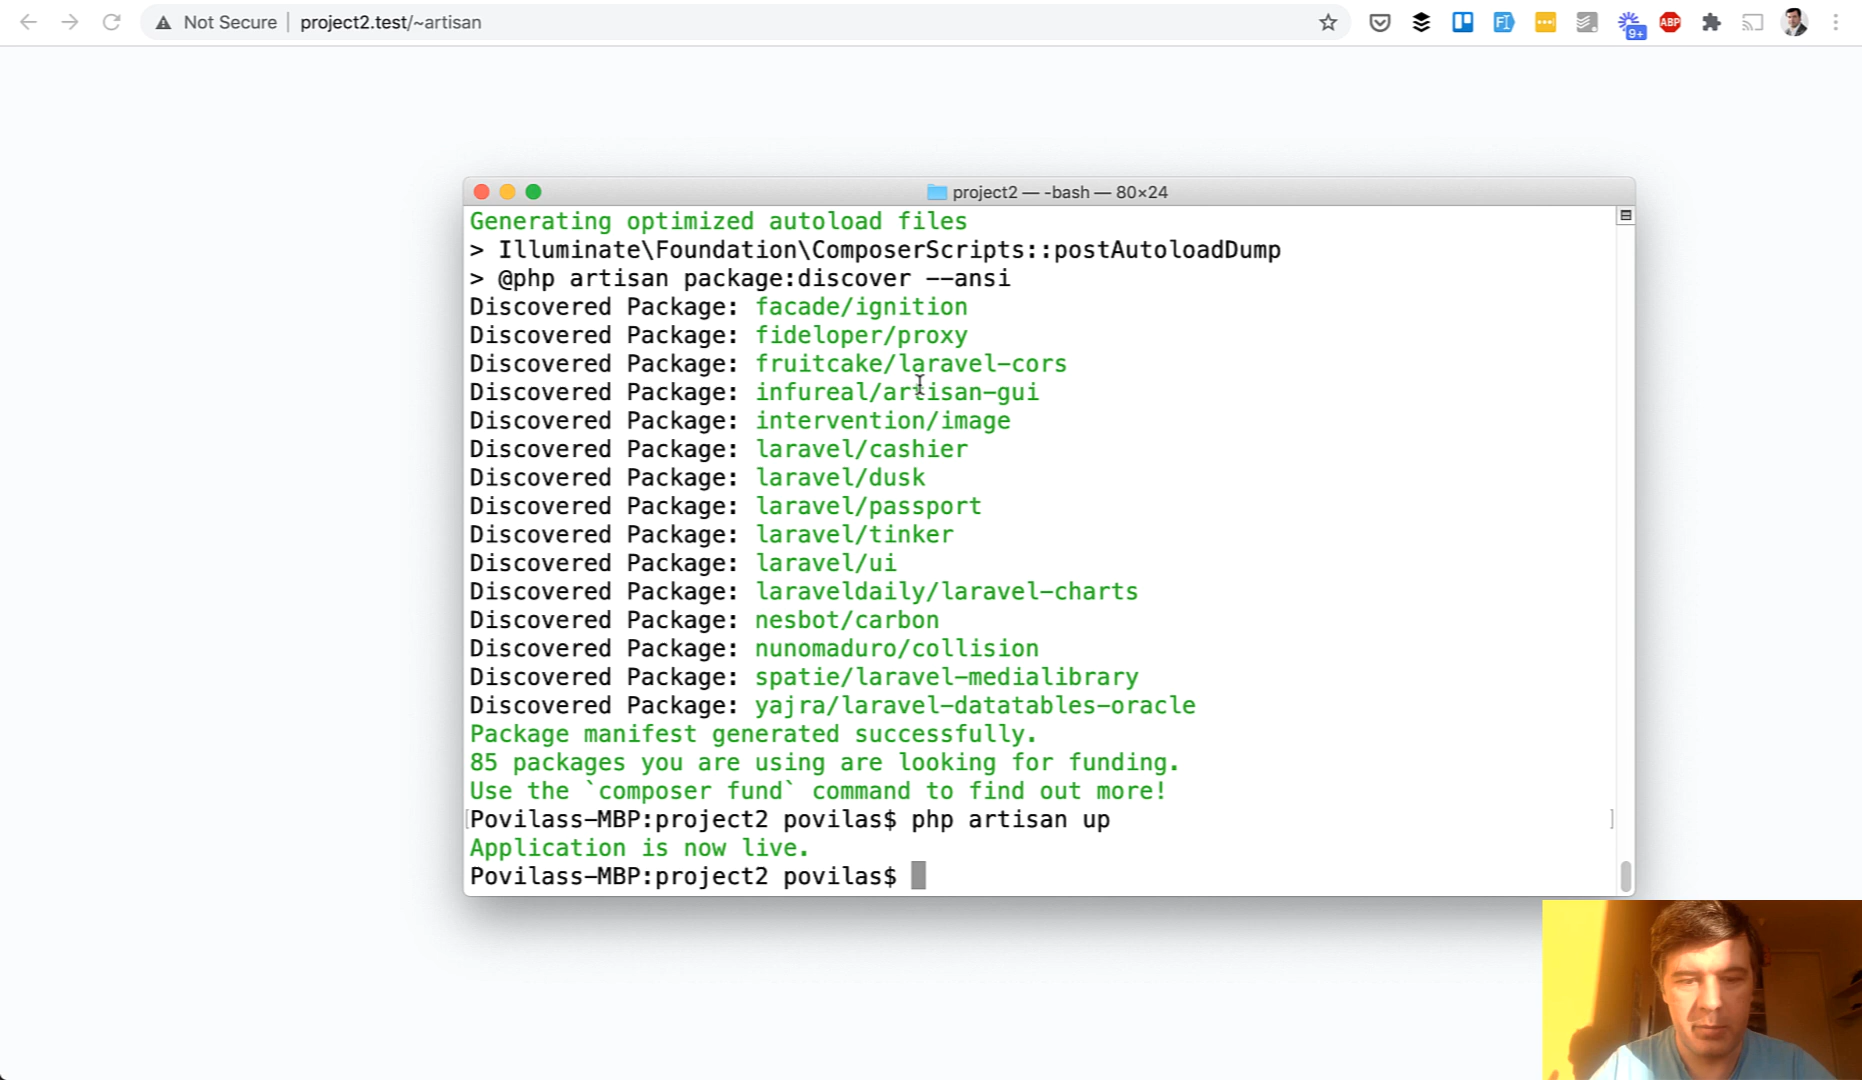 Not Secure | project2.test/~artisan
9+
ABP
project2 — -bash — 80×24
Generating optimized autoload files
> Illuminate\Foundation\ComposerScripts::postAutoloadDump
> @php artisan package:discover --ansi
Discovered Package: facade/ignition
Discovered Package: fideloper/proxy
Discovered Package: fruitcake/laravel-cors
Discovered Package: infureal/artisan-gui
Discovered Package: intervention/image
Discovered Package: laravel/cashier
Discovered Package: laravel/dusk
Discovered Package: laravel/passport
Discovered Package: laravel/tinker
Discovered Package: laravel/ui
Discovered Package: laraveldaily/laravel-charts
Discovered Package: nesbot/carbon
Discovered Package: nunomaduro/collision
Discovered Package: spatie/laravel-medialibrary
Discovered Package: yajra/laravel-datatables-oracle
Package manifest generated successfully.
85 packages you are using are looking for funding.
Use the `composer fund` command to find out more!
[Povilass-MBP:project2 povilas$ php artisan up ]
Application is now live.
Povilass-MBP:project2 povilas$